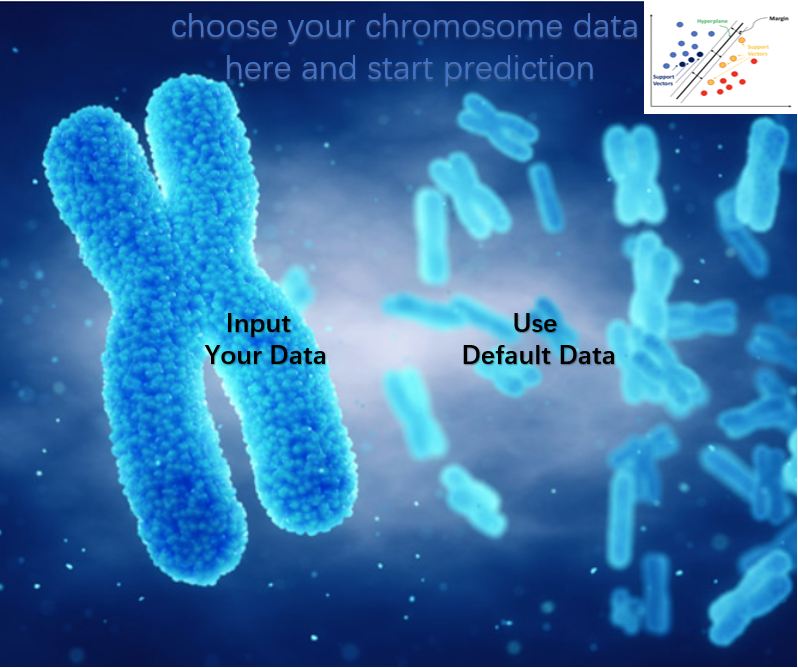 choose your chromosome data
here and start prediction
Hyperplane
Margin
Support
Vectors
Support
Vectors
Input
Your Data
Use
Default Data